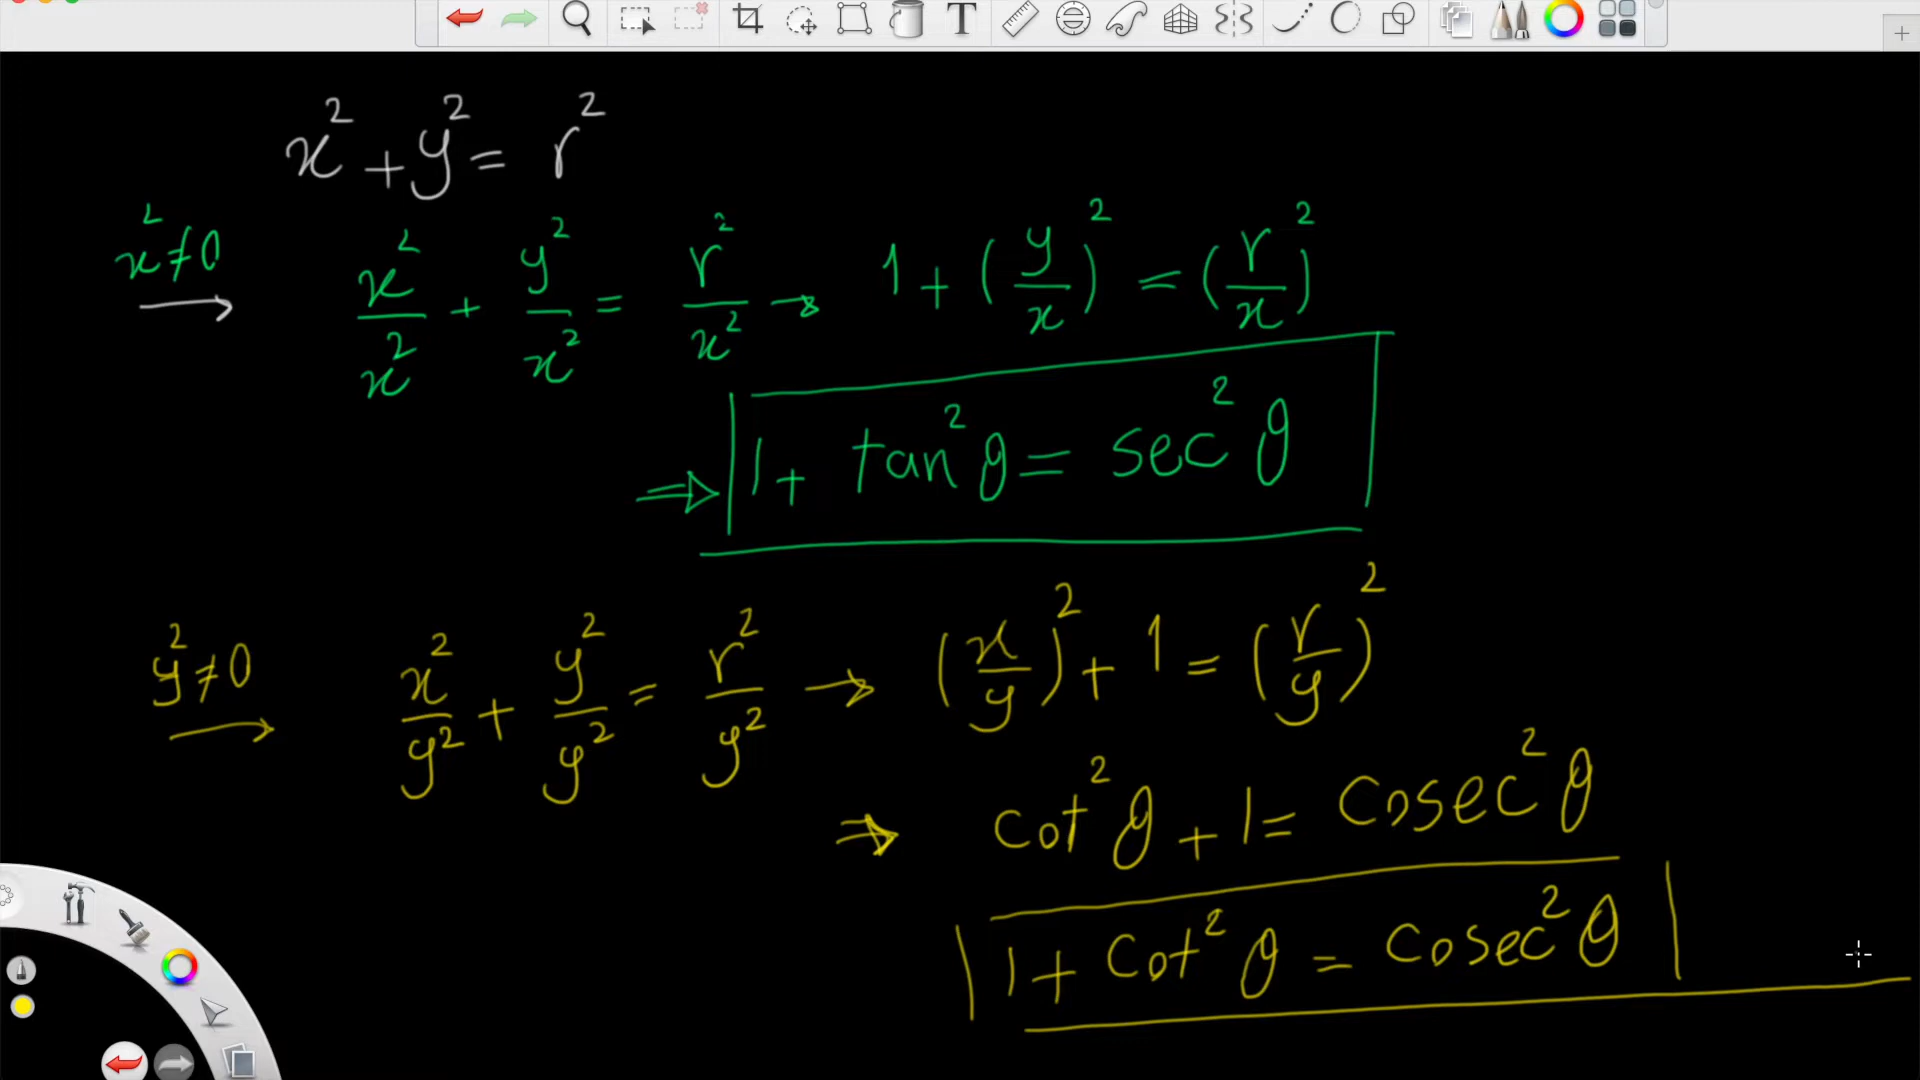 x² + y² = r²
x² ≠ 0
x²/x² + y²/x² = r²/x² → 1 + (y/x)² = (r/x)²
⇒ 1 + tan²θ = sec²θ
y² ≠ 0
x²/y² + y²/y² = r²/y² → (x/y)² + 1 = (r/y)²
⇒ cot²θ + 1 = Cosec²θ
1 + Cot²θ = Cosec²θ